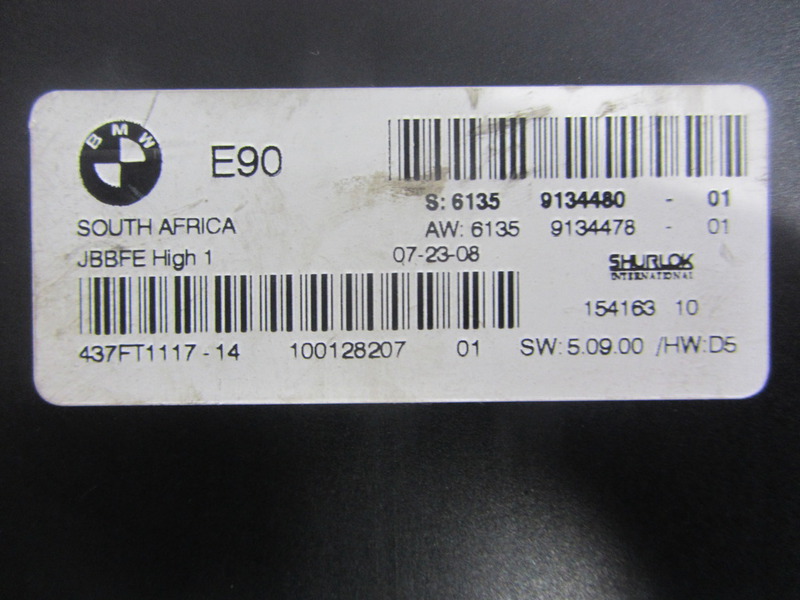 BMW
E90
S: 6135 9134480 - 01
SOUTH AFRICA
AW: 6135 9134478 - 01
JBBFE High 1
07-23-08
SHURLOK
INTERNATIONAL
154163 10
437FT1117 - 14 100128207 01 SW: 5.09.00 /HW:D5